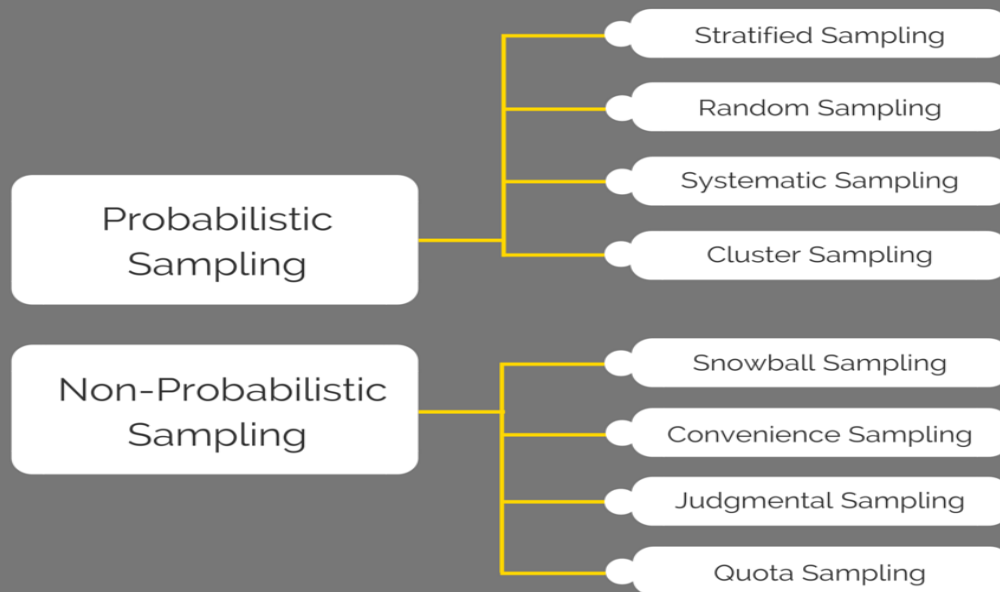 Probabilistic
Sampling
Stratified Sampling
Random Sampling
Systematic Sampling
Cluster Sampling
Non-Probabilistic
Sampling
Snowball Sampling
Convenience Sampling
Judgmental Sampling
Quota Sampling